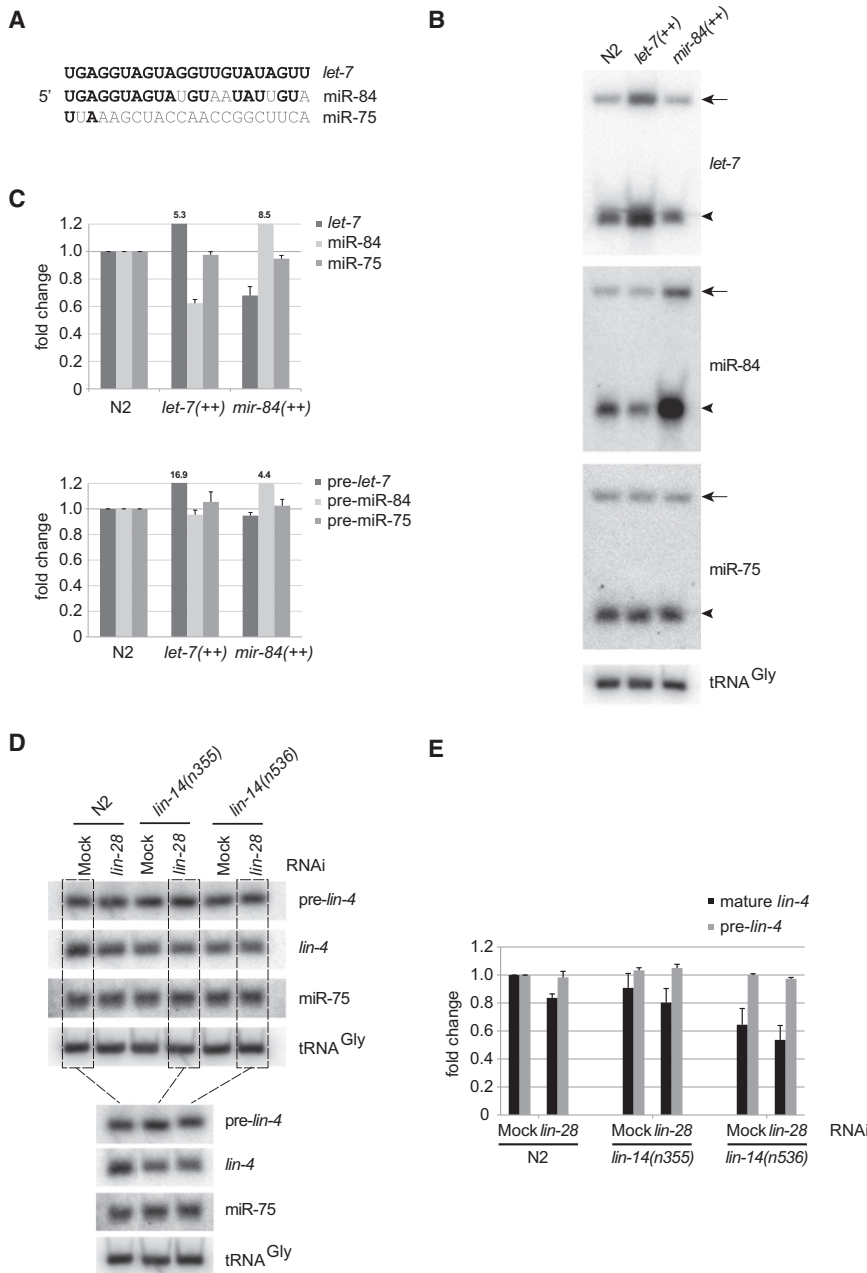 A
UGAGGUAGUAGGUUGUAUAGUU let-7
5' UGAGGUAGUAUGUAAUAUUGUA miR-84
UUAAAGCUACCAACCGGCUUCA miR-75
B
N2 let-7(++) mir-84(++)
let-7
miR-84
miR-75
tRNA Gly
C
5.3 8.5
1.2
1.0
0.8
0.6
0.4
0.2
0
fold change
N2 let-7(++) mir-84(++)
let-7
miR-84
miR-75
16.9 4.4
1.2
1.0
0.8
0.6
0.4
0.2
0
fold change
N2 let-7(++) mir-84(++)
pre-let-7
pre-miR-84
pre-miR-75
D
N2 lin-14(n355) lin-14(n536)
Mock lin-28 Mock lin-28 Mock lin-28 RNAi
pre-lin-4
lin-4
miR-75
tRNA Gly
pre-lin-4
lin-4
miR-75
tRNA Gly
E
mature lin-4
pre-lin-4
1.2
1.0
0.8
0.6
0.4
0.2
0
fold change
Mock lin-28 Mock lin-28 Mock lin-28 RNAi
N2 lin-14(n355) lin-14(n536)